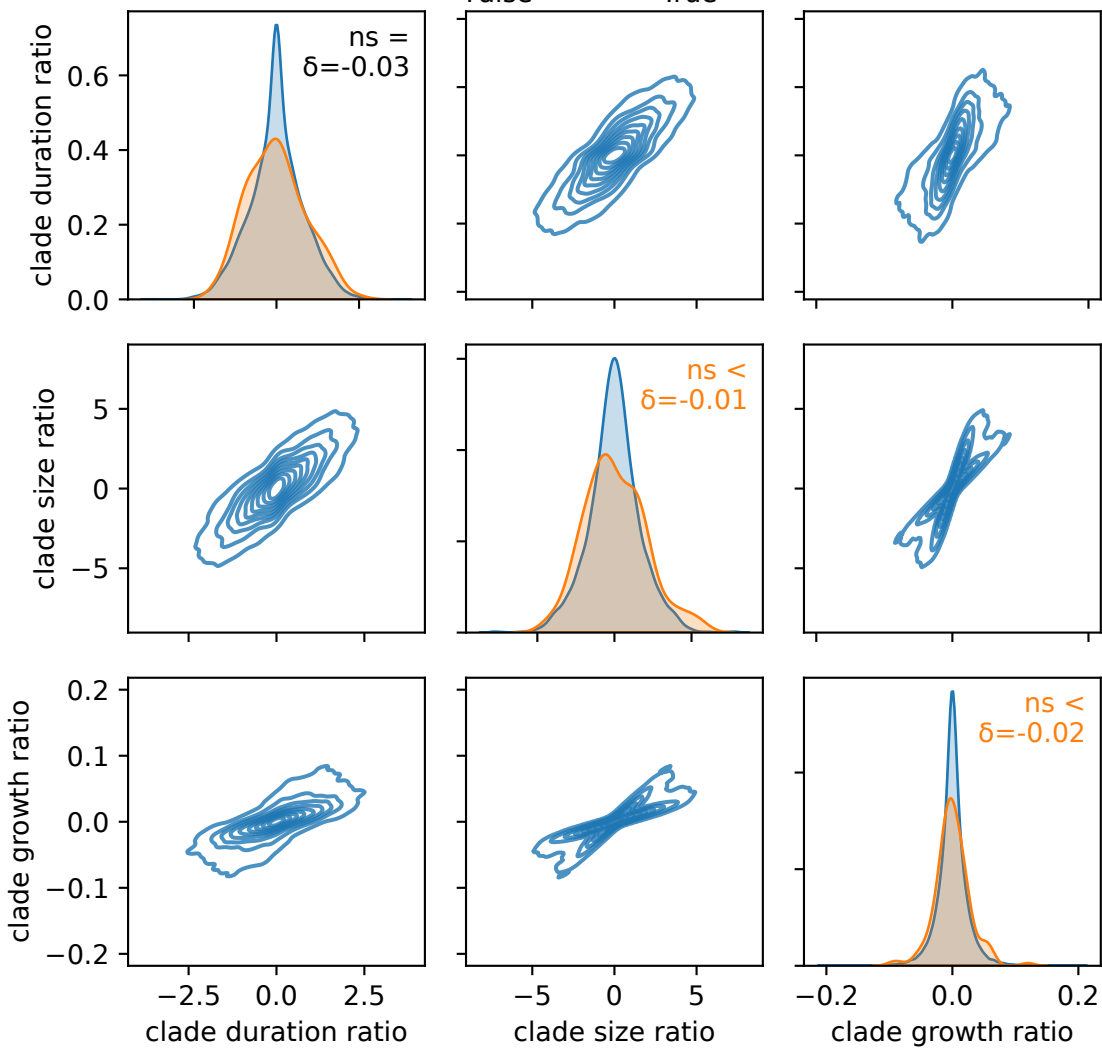 clade duration ratio
0.6
0.4
0.2
0.0
ns =
δ=-0.03
clade size ratio
5
0
−5
ns <
δ=-0.01
clade growth ratio
0.2
0.1
0.0
−0.1
−0.2
ns <
δ=-0.02
−2.5
0.0
2.5
−5
0
5
−0.2
0.0
0.2
clade duration ratio
clade size ratio
clade growth ratio